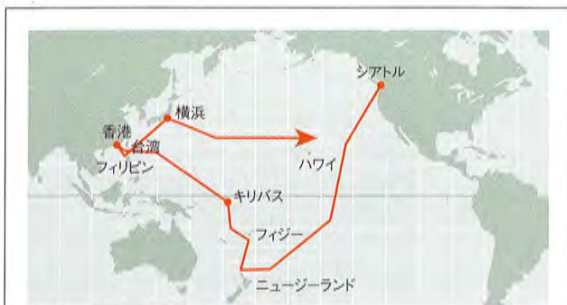 シアトル
横浜
香港
台湾
フィリピン
ハワイ
キリバス
フィジー
ニュージーランド